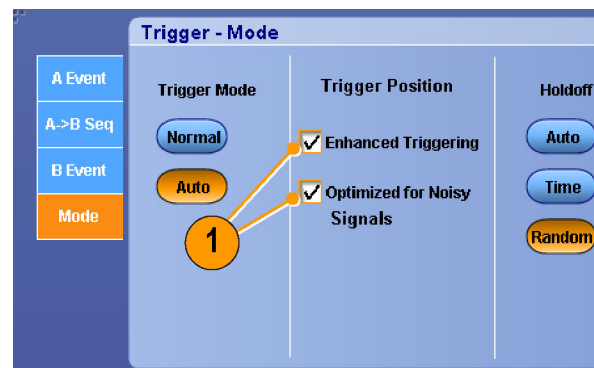 Trigger - Mode
A Event
A->B Seq
B Event
Mode
Trigger Mode
Normal
Auto
1
Trigger Position
Enhanced Triggering
Optimized for Noisy
Signals
Holdoff
Auto
Time
Random